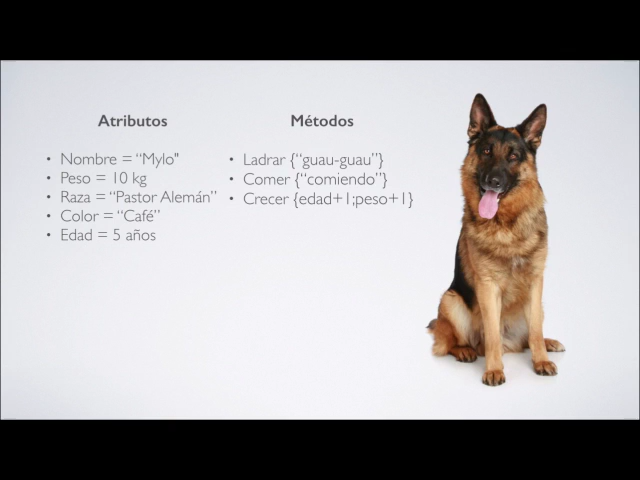 Atributos
• Nombre = “Mylo"
• Peso = 10 kg
• Raza = “Pastor Alemán”
• Color = “Café”
• Edad = 5 años
Métodos
• Ladrar {“guau-guau”}
• Comer {“comiendo”}
• Crecer {edad+1;peso+1}